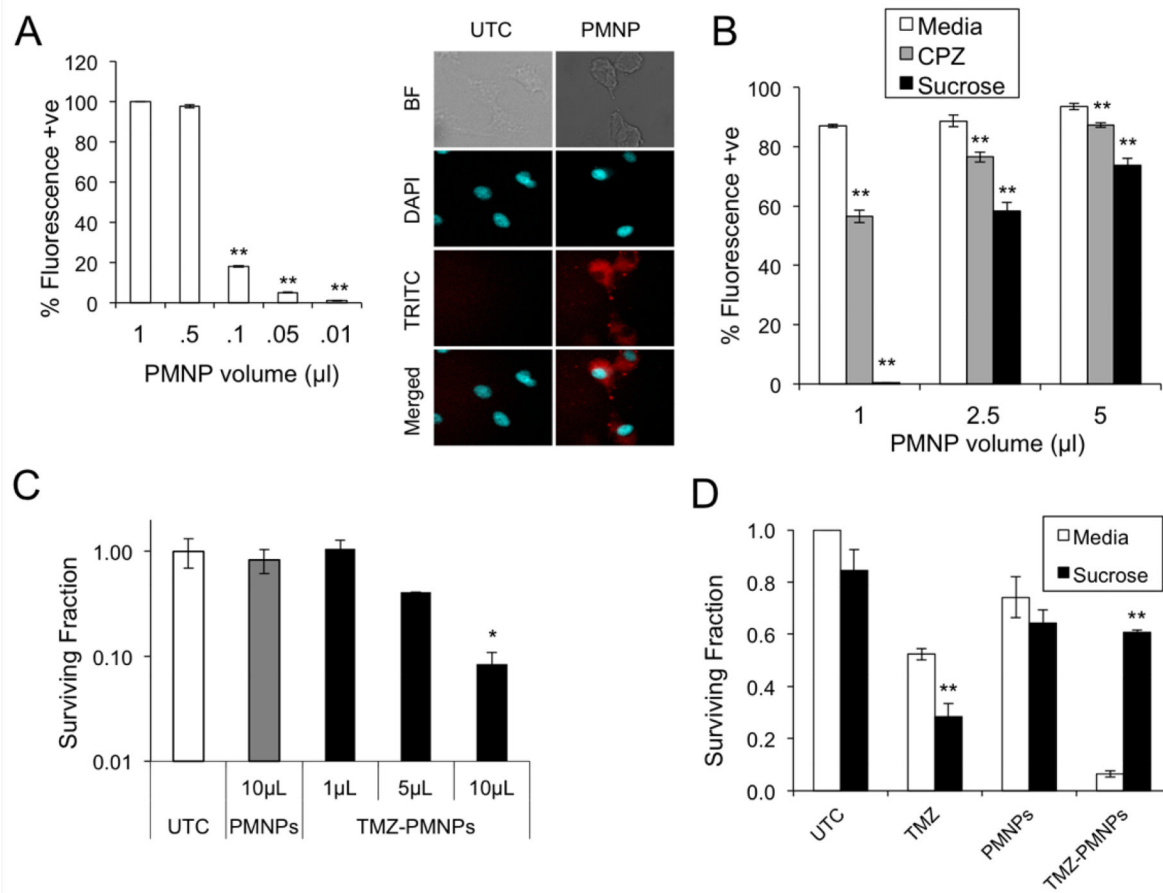 A
% Fluorescence +ve
120
100
80
60
40
20
0
**
**
**
1 .5 .1 .05 .01
PMNP volume (µl)
UTC PMNP
BF
DAPI
TRITC
Merged
B
Media
CPZ
Sucrose
% Fluorescence +ve
100
80
60
40
20
0
**
**
**
**
**
**
1 2.5 5
PMNP volume (µl)
C
Surviving Fraction
1.00
0.10
0.01
*
10µL 1µL 5µL 10µL
UTC PMNPs TMZ-PMNPs
D
Media
Sucrose
Surviving Fraction
1.0
0.8
0.6
0.4
0.2
0.0
**
**
UTC
TMZ
PMNPs
TMZ-PMNPs